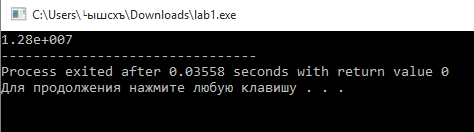 C:\Users\Чышсхъ\Downloads\lab1.exe
1.28e+007
--------------------------------
Process exited after 0.03558 seconds with return value 0
Для продолжения нажмите любую клавишу . . .